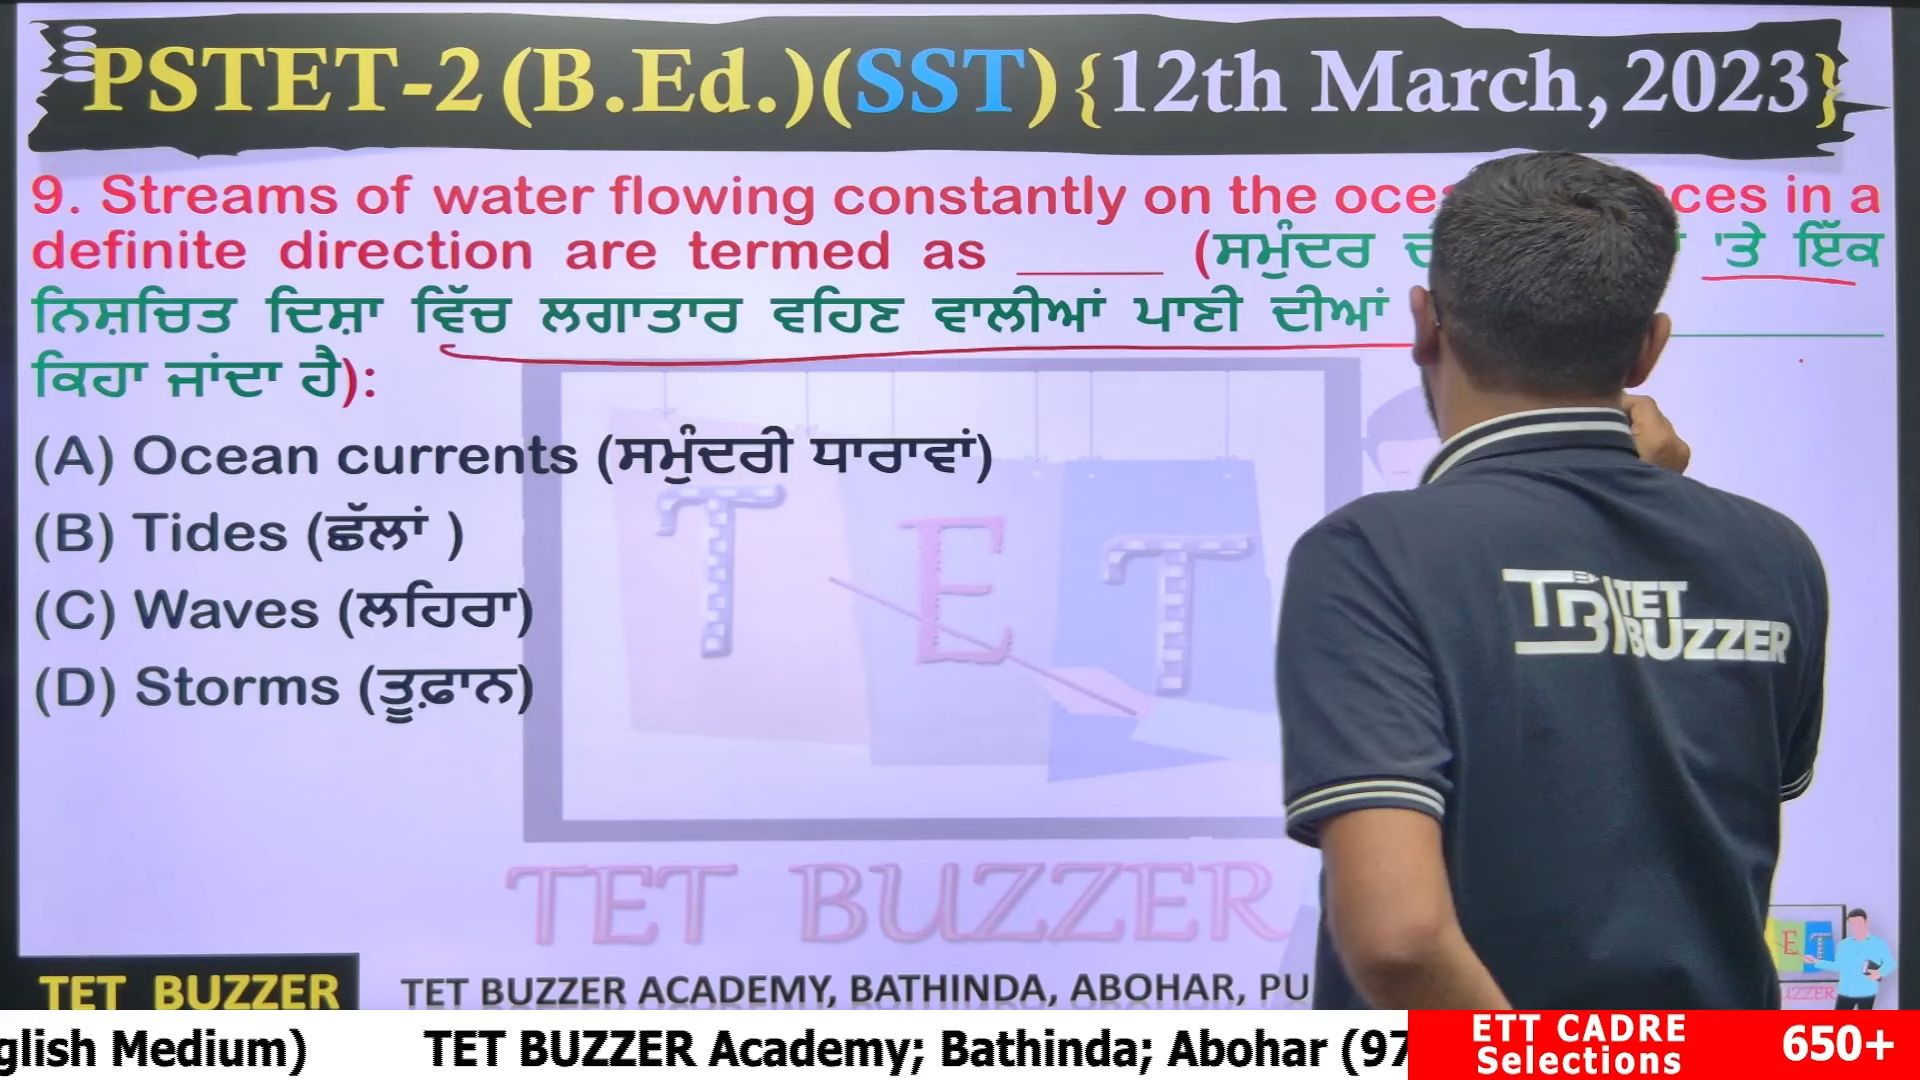 PSTET-2 (B.Ed.)(SST){12th March, 2023}
9. Streams of water flowing constantly on the in a
definite direction are termed as ______ (ਸਮੁੰਦਰ 'ਤੇ ਇੱਕ
ਨਿਸ਼ਚਿਤ ਦਿਸ਼ਾ ਵਿੱਚ ਲਗਾਤਾਰ ਵਹਿਣ ਵਾਲੀਆਂ ਪਾਣੀ ਦੀਆਂ
ਕਿਹਾ ਜਾਂਦਾ ਹੈ):
(A) Ocean currents (ਸਮੁੰਦਰੀ ਧਾਰਾਵਾਂ)
(B) Tides (ਛੱਲਾਂ )
(C) Waves (ਲਹਿਰਾ)
(D) Storms (ਤੂਫ਼ਾਨ)
T E T
TET BUZZER
TB TET
BUZZER
E T
TET BUZZER
TET BUZZER ACADEMY, BATHINDA, ABOHAR, PU
glish Medium) TET BUZZER Academy; Bathinda; Abohar (97
ETT CADRE
Selections
650+